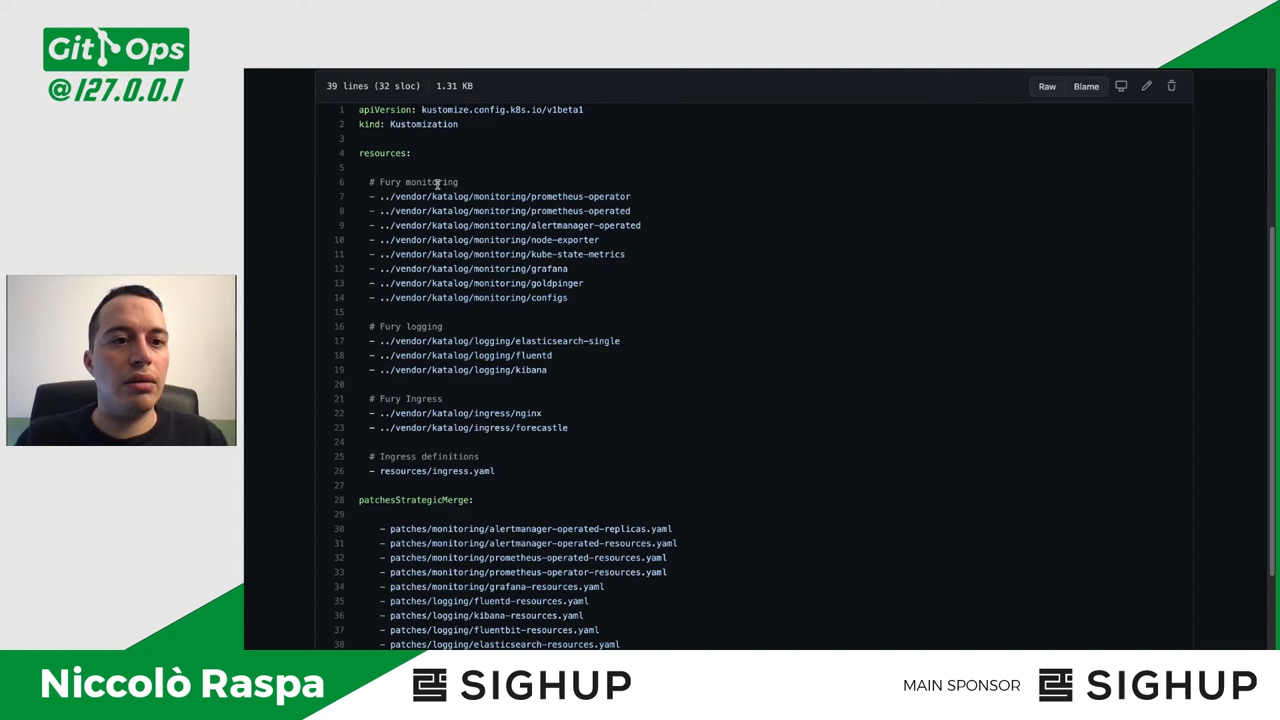 Git Ops
@127.0.0.1
39 lines (32 sloc) 1.31 KB
Raw Blame
1 apiVersion: kustomize.config.k8s.io/v1beta1
2 kind: Kustomization
3
4 resources:
5
6 # Fury monitoring
7 - ../vendor/katalog/monitoring/prometheus-operator
8 - ../vendor/katalog/monitoring/prometheus-operated
9 - ../vendor/katalog/monitoring/alertmanager-operated
10 - ../vendor/katalog/monitoring/node-exporter
11 - ../vendor/katalog/monitoring/kube-state-metrics
12 - ../vendor/katalog/monitoring/grafana
13 - ../vendor/katalog/monitoring/goldpinger
14 - ../vendor/katalog/monitoring/configs
15
16 # Fury logging
17 - ../vendor/katalog/logging/elasticsearch-single
18 - ../vendor/katalog/logging/fluentd
19 - ../vendor/katalog/logging/kibana
20
21 # Fury Ingress
22 - ../vendor/katalog/ingress/nginx
23 - ../vendor/katalog/ingress/forecastle
24
25 # Ingress definitions
26 - resources/ingress.yaml
27
28 patchesStrategicMerge:
29
30 - patches/monitoring/alertmanager-operated-replicas.yaml
31 - patches/monitoring/alertmanager-operated-resources.yaml
32 - patches/monitoring/prometheus-operated-resources.yaml
33 - patches/monitoring/prometheus-operator-resources.yaml
34 - patches/monitoring/grafana-resources.yaml
35 - patches/logging/fluentd-resources.yaml
36 - patches/logging/kibana-resources.yaml
37 - patches/logging/fluentbit-resources.yaml
38 - patches/logging/elasticsearch-resources.yaml
Niccolò Raspa
SIGHUP
MAIN SPONSOR
SIGHUP